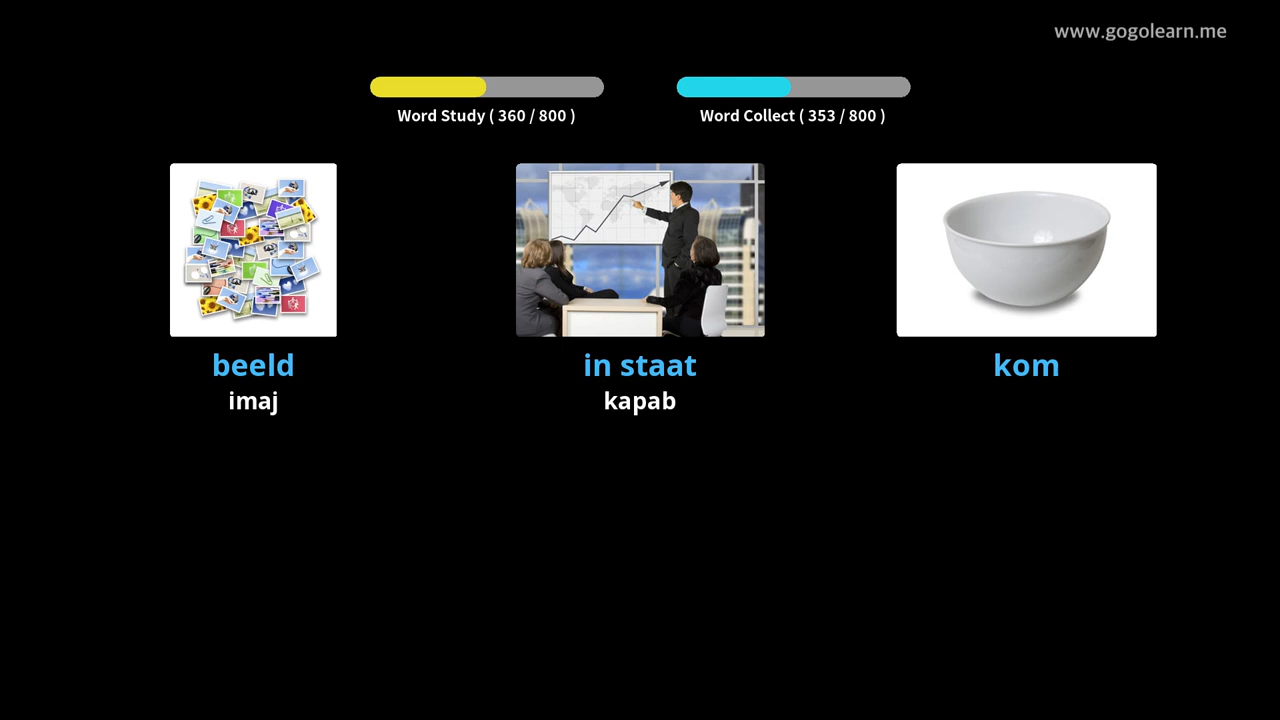 www.gogolearn.me
Word Study ( 360 / 800 )
Word Collect ( 353 / 800 )
beeld
imaj
in staat
kapab
kom